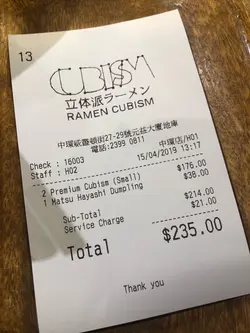 13
CUBISM
立体派ラーメン
RAMEN CUBISM
中環威靈頓街27-29號元益大廈地庫
電話:2399 0811
Check : 16003 中環店/H01
Staff : H02 15/04/2019 13:17
2 Premium Cubism (Small) $176.00
1 Matsu Hayashi Dumpling $38.00
Sub-Total $214.00
Service Charge $21.00
Total $235.00
Thank you